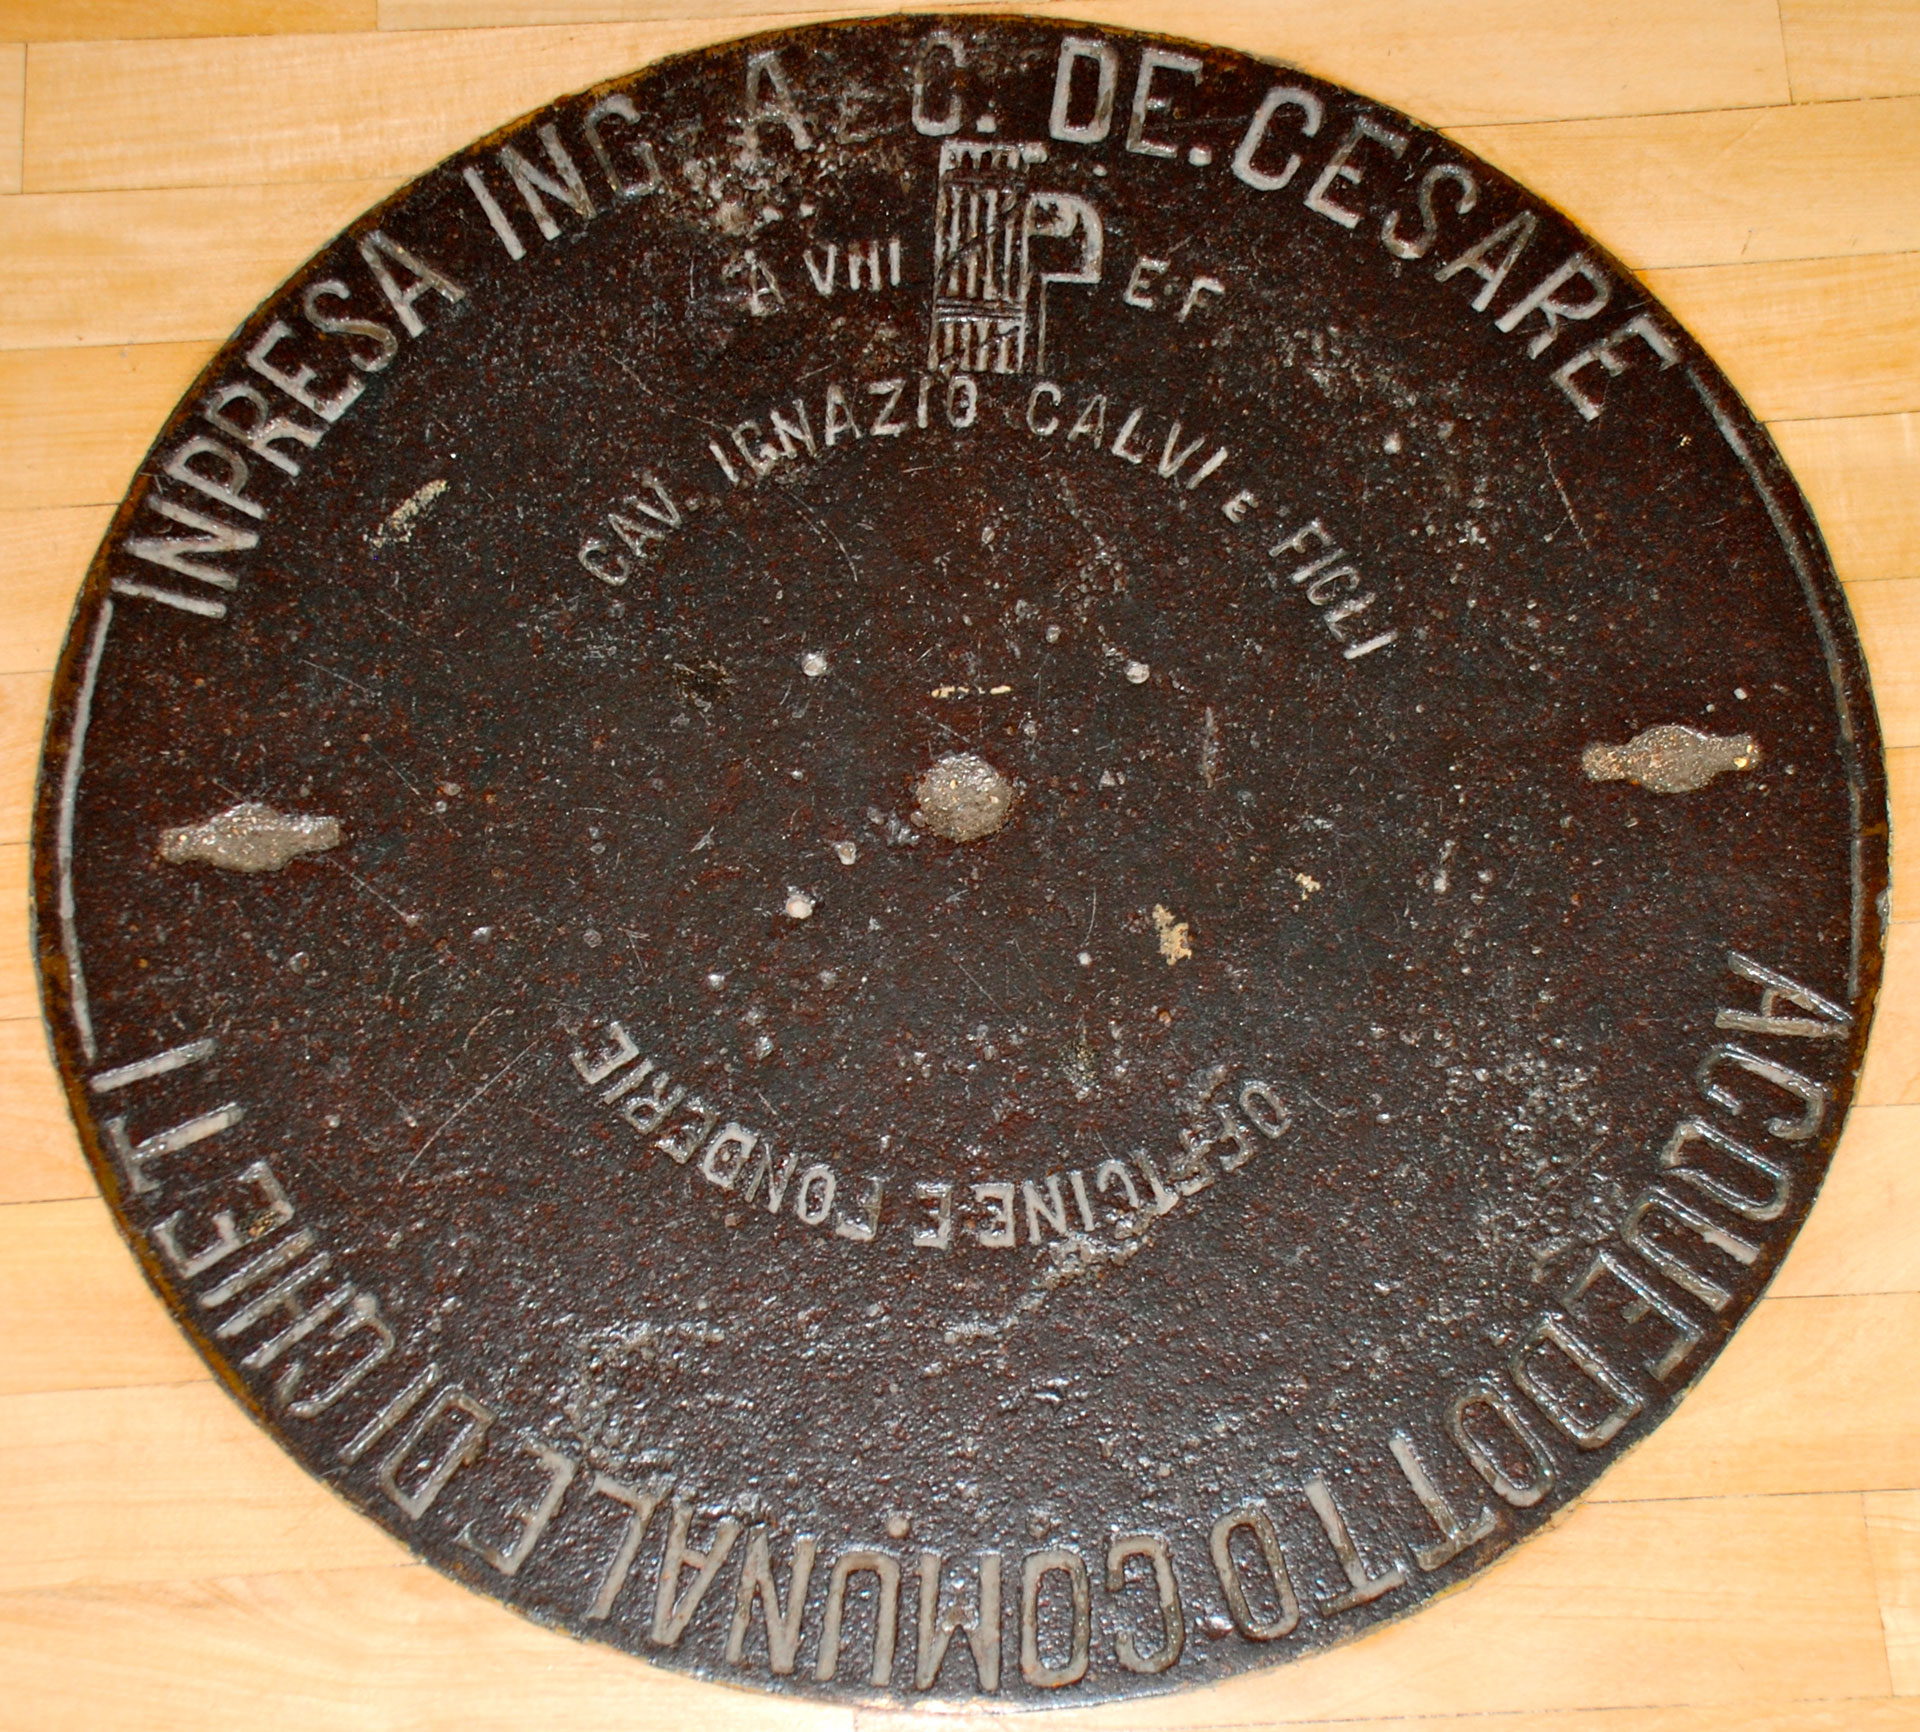 INPRESA ING. A E C. DE. CESARE
A VIII E.F
CAV. IGNAZIO CALVI E FIGLI
OFFICINE E FONDERIE
ACQUEDOTTO COMUNALE DI CHIETI